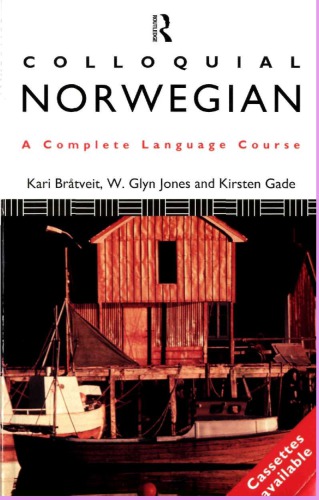 ROUTLEDGE
COLLOQUIAL
NORWEGIAN
A Complete Language Course
Kari Bråtveit, W. Glyn Jones and Kirsten Gade
Cassettes
available